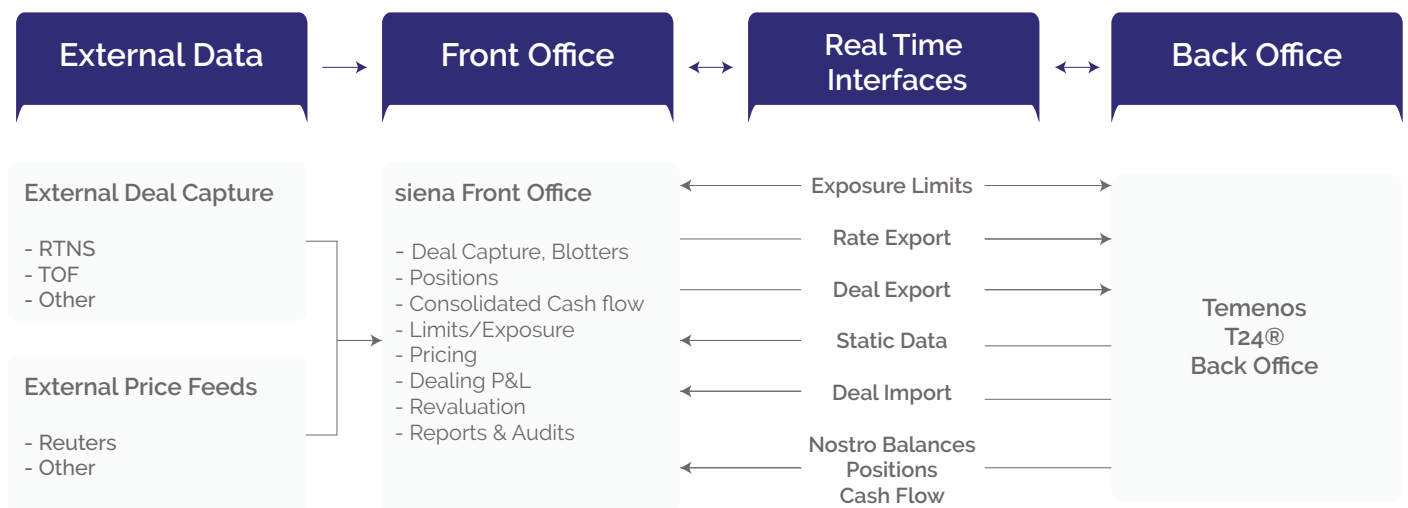 External Data
Front Office
Real Time
Interfaces
Back Office
External Deal Capture
- RTNS
- TOF
- Other
External Price Feeds
- Reuters
- Other
siena Front Office
- Deal Capture, Blotters
- Positions
- Consolidated Cash flow
- Limits/Exposure
- Pricing
- Dealing P&L
- Revaluation
- Reports & Audits
Exposure Limits
Rate Export
Deal Export
Static Data
Deal Import
Nostro Balances
Positions
Cash Flow
Temenos
T24®
Back Office